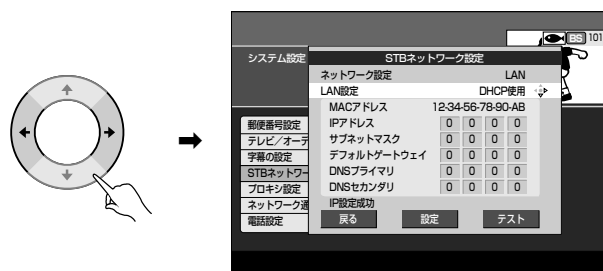 BS 101
システム設定
STBネットワーク設定
ネットワーク設定 LAN
LAN設定 DHCP使用
MACアドレス 12-34-56-78-90-AB
IPアドレス 0 0 0 0
サブネットマスク 0 0 0 0
デフォルトゲートウェイ 0 0 0 0
DNSプライマリ 0 0 0 0
DNSセカンダリ 0 0 0 0
IP設定成功
戻る 設定 テスト
郵便番号設定
テレビ/オーデ
字幕の設定
STBネットワー
プロキシ設定
ネットワーク通
電話設定